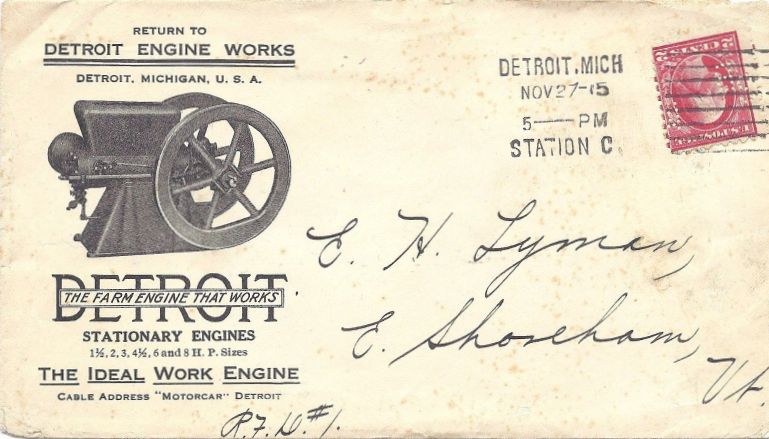 RETURN TO
DETROIT ENGINE WORKS
DETROIT, MICHIGAN, U. S. A.
DETROIT
THE FARM ENGINE THAT WORKS
STATIONARY ENGINES
1½, 2, 3, 4½, 6 and 8 H. P. Sizes
THE IDEAL WORK ENGINE
CABLE ADDRESS "MOTORCAR" DETROIT
DETROIT, MICH
NOV 27-15
5 — PM
STATION C.
E. H. Lyman,
E. Shoreham,
Vt.
R.F.D. #1.